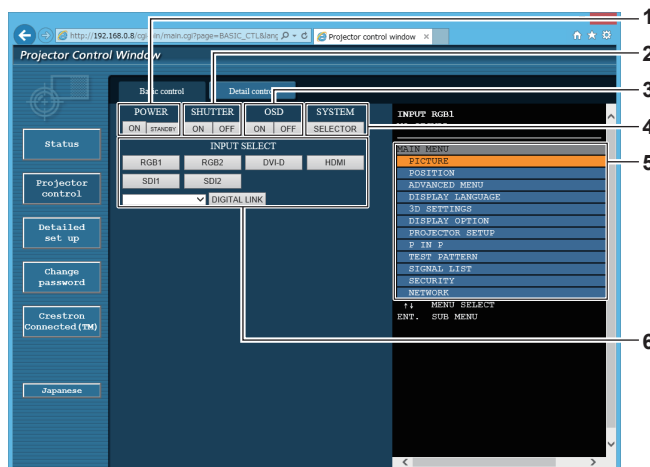 http://192.168.0.8/cgi-bin/main.cgi?page=BASIC_CTL&lang
Projector control window
Projector Control Window
1
2
3
4
5
6
Basic control
Detail control
POWER
SHUTTER
OSD
SYSTEM
ON
STANDBY
ON
OFF
ON
OFF
SELECTOR
INPUT SELECT
RGB1
RGB2
DVI-D
HDMI
SDI1
SDI2
DIGITAL LINK
Status
Projector
control
Detailed
set up
Change
password
Crestron
Connected(TM)
Japanese
INPUT RGB1
MAIN MENU
PICTURE
POSITION
ADVANCED MENU
DISPLAY LANGUAGE
3D SETTINGS
DISPLAY OPTION
PROJECTOR SETUP
P IN P
TEST PATTERN
SIGNAL LIST
SECURITY
NETWORK
↑↓ MENU SELECT
ENT. SUB MENU